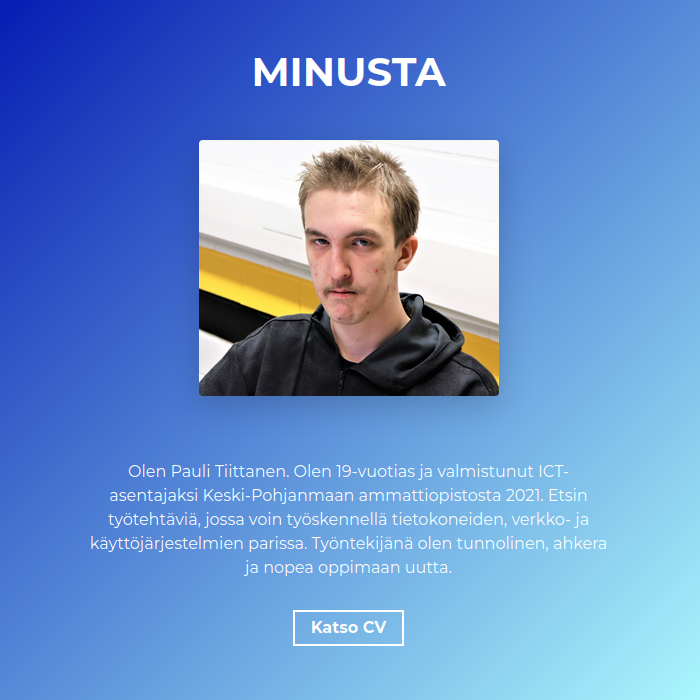 MINUSTA
Olen Pauli Tiittanen. Olen 19-vuotias ja valmistunut ICT-
asentajaksi Keski-Pohjanmaan ammattiopistosta 2021. Etsin
työtehtäviä, jossa voin työskennellä tietokoneiden, verkko- ja
käyttöjärjestelmien parissa. Työntekijänä olen tunnolinen, ahkera
ja nopea oppimaan uutta.
Katso CV